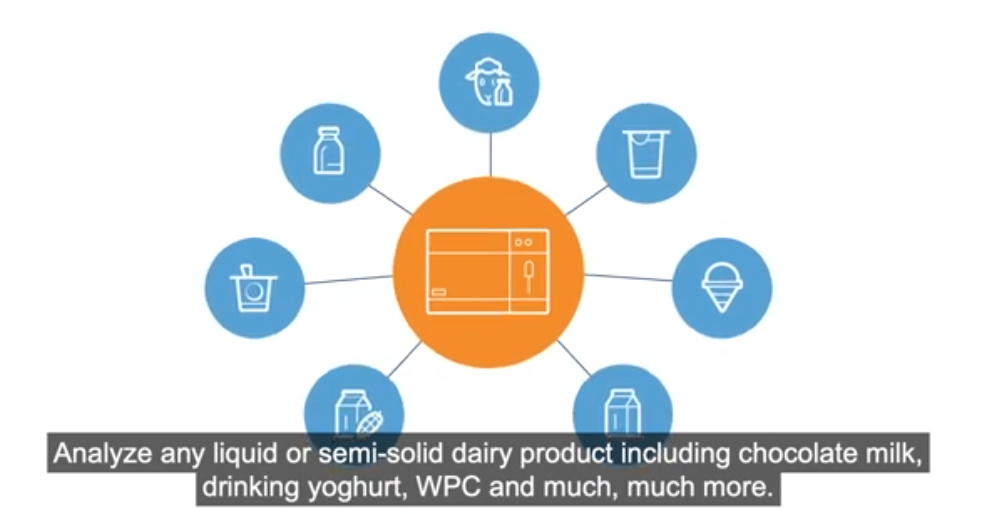 Analyze any liquid or semi-solid dairy product including chocolate milk,
drinking yoghurt, WPC and much, much more.